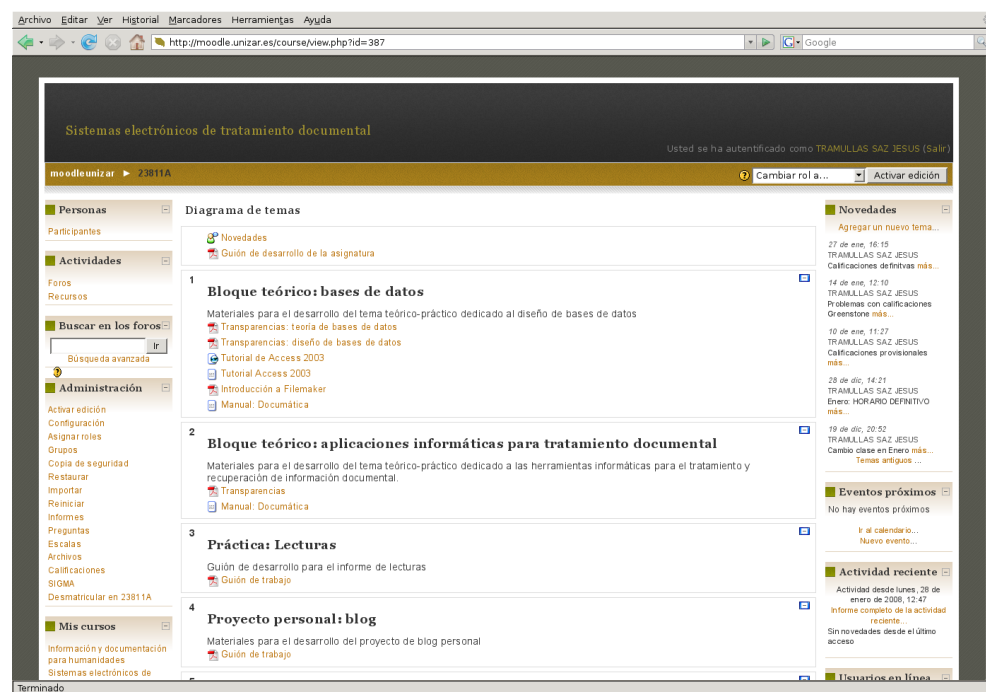 Archivo Editar Ver Historial Marcadores Herramientas Ayuda
http://moodle.unizar.es/course/view.php?id=387
Google
Sistemas electrónicos de tratamiento documental
Usted se ha autentificado como TRAMULLAS SAZ JESUS (Salir)
moodleunizar ► 23811A
Cambiar rol a...
Activar edición
Personas
Participantes
Actividades
Foros
Recursos
Buscar en los foros
Ir
Búsqueda avanzada
Administración
Activar edición
Configuración
Asignar roles
Grupos
Copia de seguridad
Restaurar
Importar
Reiniciar
Informes
Preguntas
Escalas
Archivos
Calificaciones
SIGMA
Desmatricular en 23811A
Mis cursos
Información y documentación
para humanidades
Sistemas electrónicos de
Diagrama de temas
Novedades
Guión de desarrollo de la asignatura
1
Bloque teórico: bases de datos
Materiales para el desarrollo del tema teórico-práctico dedicado al diseño de bases de datos
Transparencias: teoría de bases de datos
Transparencias: diseño de bases de datos
Tutorial de Access 2003
Tutorial Access 2003
Introducción a Filemaker
Manual: Documática
2
Bloque teórico: aplicaciones informáticas para tratamiento documental
Materiales para el desarrollo del tema teórico-práctico dedicado a las herramientas informáticas para el tratamiento y
recuperación de información documental.
Transparencias
Manual: Documática
3
Práctica: Lecturas
Guión de desarrollo para el informe de lecturas
Guión de trabajo
4
Proyecto personal: blog
Materiales para el desarrollo del proyecto de blog personal
Guión de trabajo
Novedades
Agregar un nuevo tema...
27 de ene, 16:15
TRAMULLAS SAZ JESUS
Calificaciones definitvas más...
14 de ene, 12:10
TRAMULLAS SAZ JESUS
Problemas con calificaciones
Greenstone más...
10 de ene, 11:27
TRAMULLAS SAZ JESUS
Calificaciones provisionales
más...
28 de dic, 14:21
TRAMULLAS SAZ JESUS
Enero: HORARIO DEFINITIVO
más...
19 de dic, 20:52
TRAMULLAS SAZ JESUS
Cambio clase en Enero más...
Temas antiguos ...
Eventos próximos
No hay eventos próximos
Ir al calendario...
Nuevo evento...
Actividad reciente
Actividad desde lunes, 28 de
enero de 2008, 12:47
Informe completo de la actividad
reciente...
Sin novedades desde el último
acceso
Usuarios en línea
Terminado